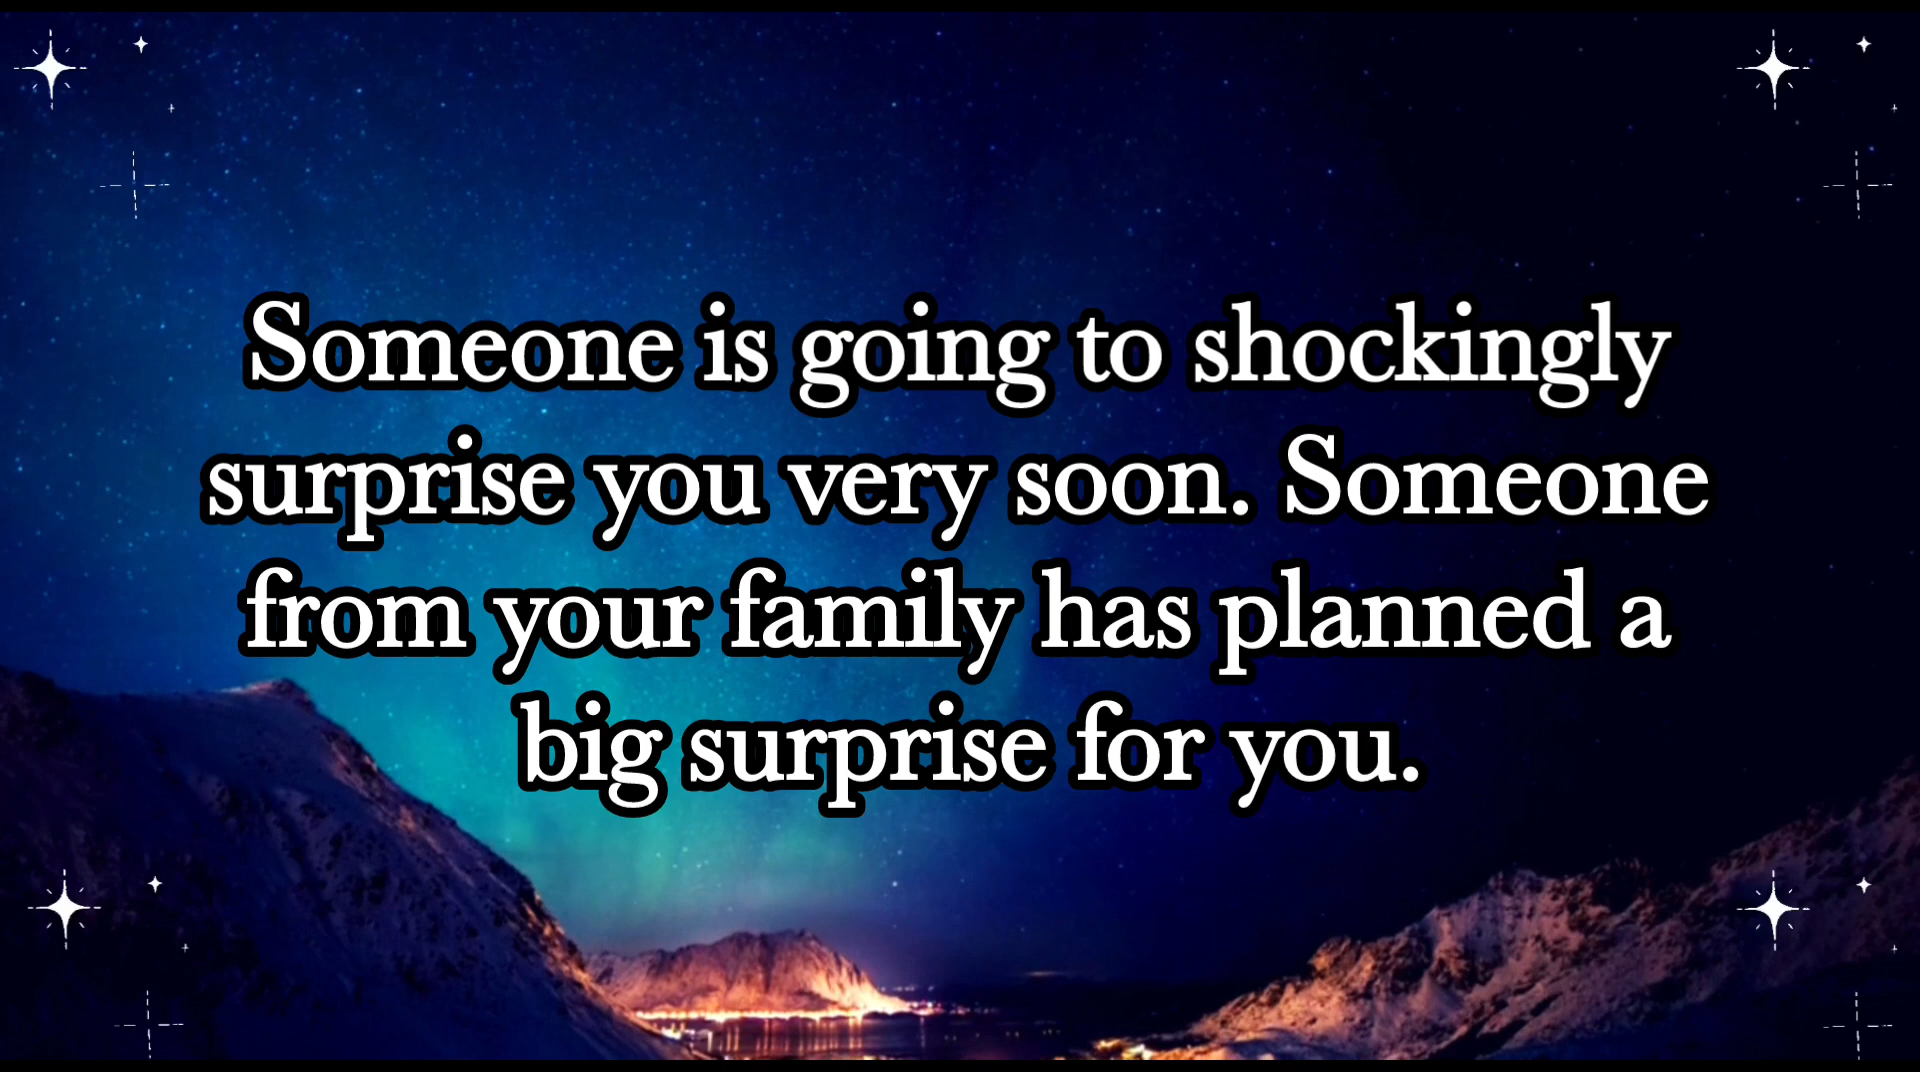 Someone is going to shockingly
surprise you very soon. Someone
from your family has planned a
big surprise for you.